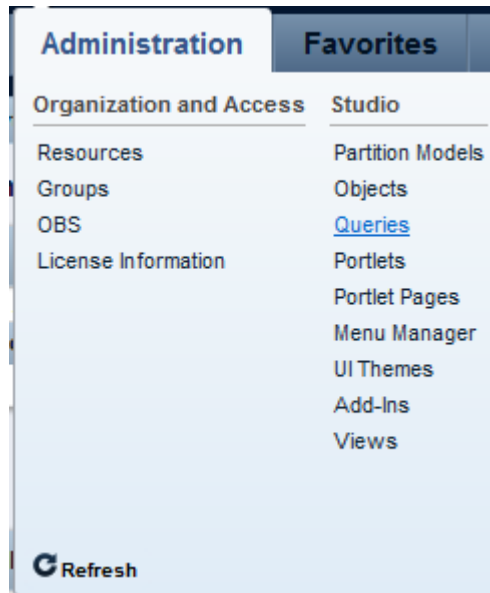 Administration Favorites
Organization and Access Studio
Resources Partition Models
Groups Objects
OBS Queries
License Information Portlets
Portlet Pages
Menu Manager
UI Themes
Add-Ins
Views
Refresh